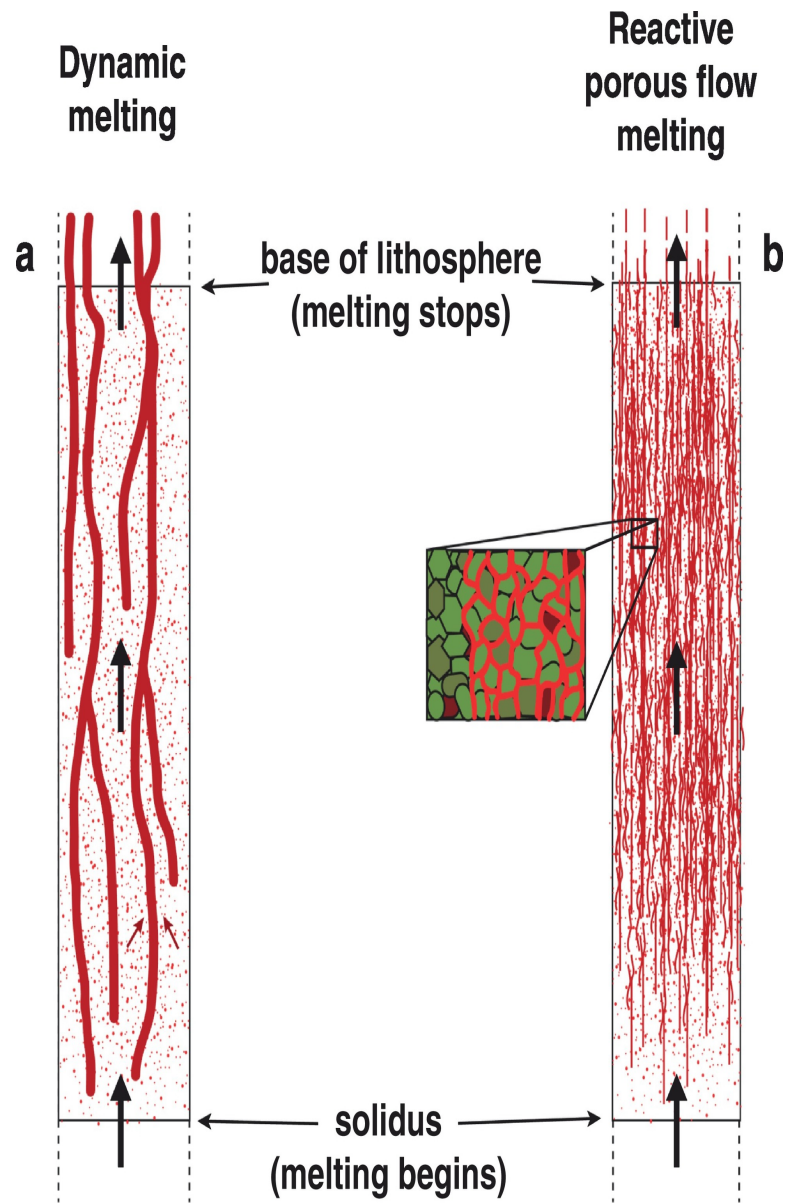 Dynamic
melting
Reactive
porous flow
melting
a
base of lithosphere
(melting stops)
b
solidus
(melting begins)